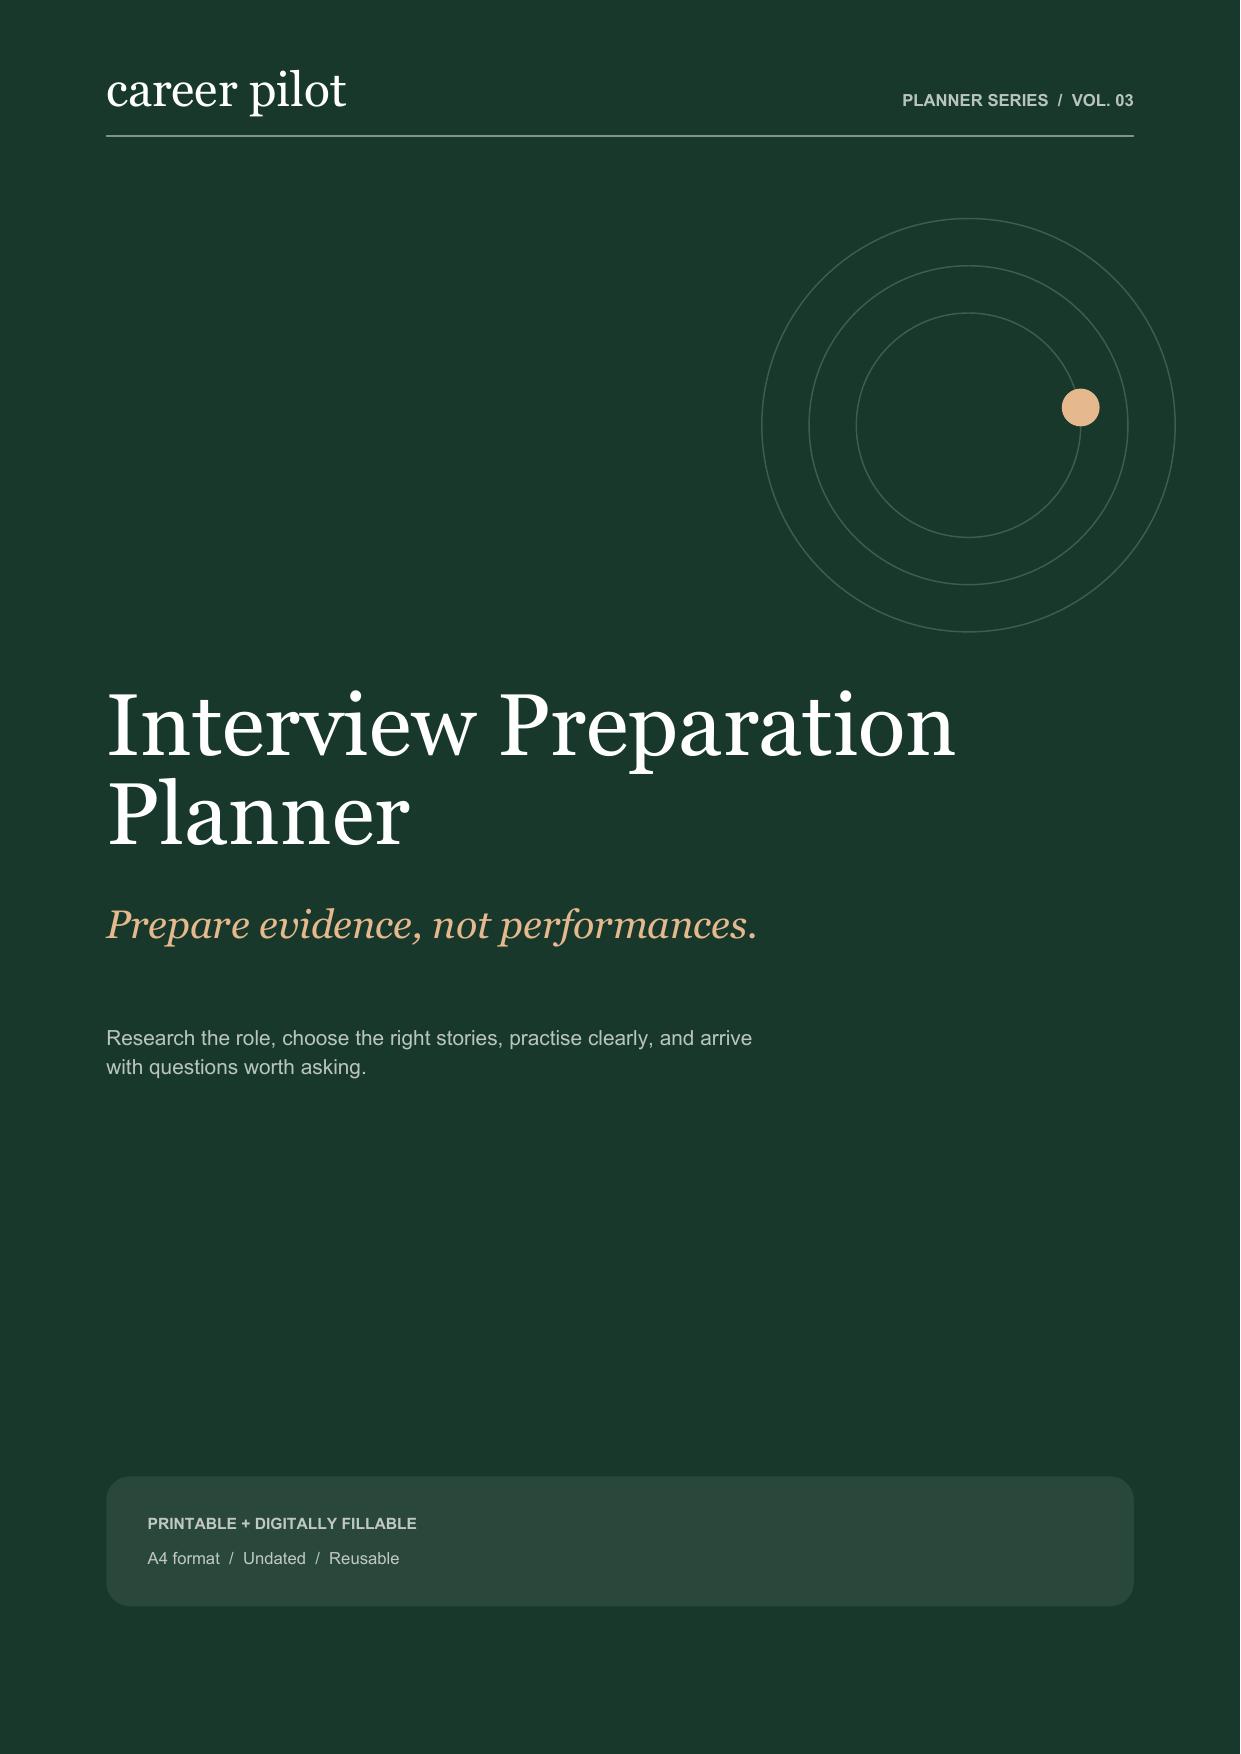 career pilot
PLANNER SERIES / VOL. 03
Interview Preparation
Planner
Prepare evidence, not performances.
Research the role, choose the right stories, practise clearly, and arrive
with questions worth asking.
PRINTABLE + DIGITALLY FILLABLE
A4 format / Undated / Reusable